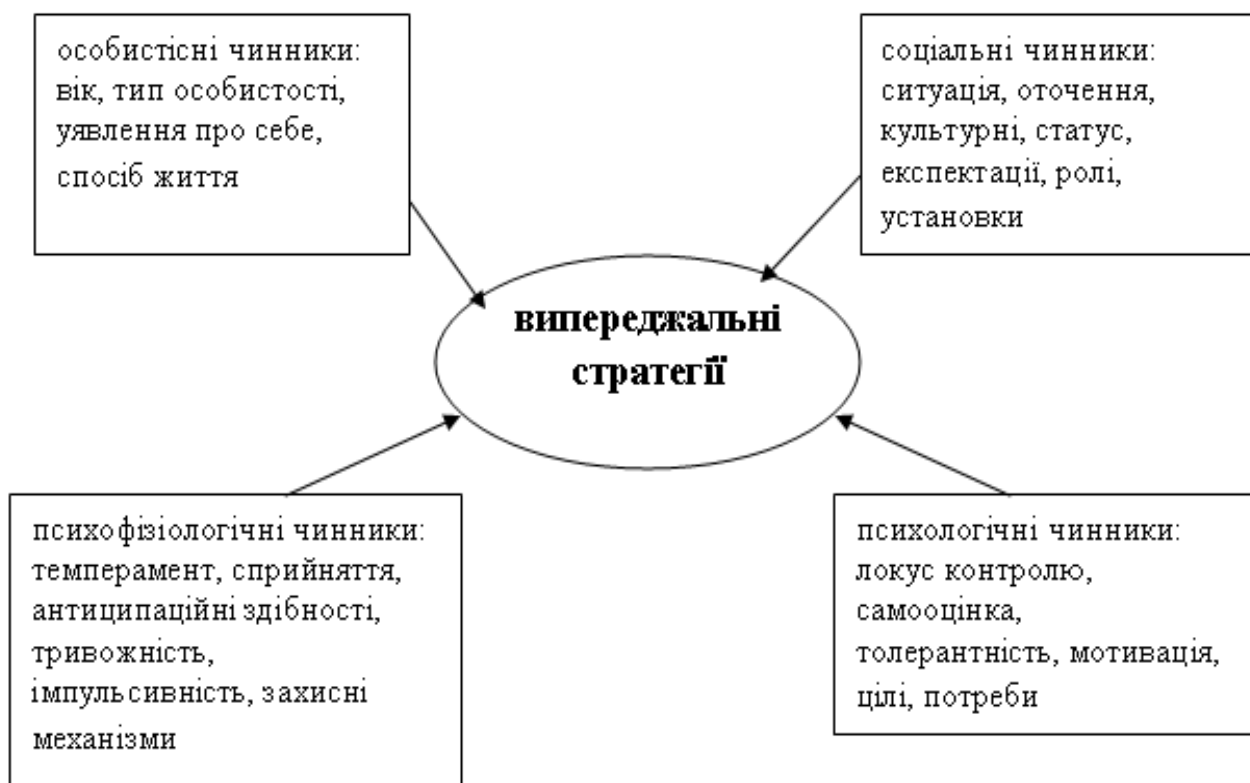 особистісні чинники:
вік, тип особистості,
уявлення про себе,
спосіб життя
соціальні чинники:
ситуація, оточення,
культурні, статус,
експектації, ролі,
установки
випереджальні
стратегії
психофізіологічні чинники:
темперамент, сприйняття,
антиципаційні здібності,
тривожність,
імпульсивність, захисні
механізми
психологічні чинники:
локус контролю,
самооцінка,
толерантність, мотивація,
цілі, потреби